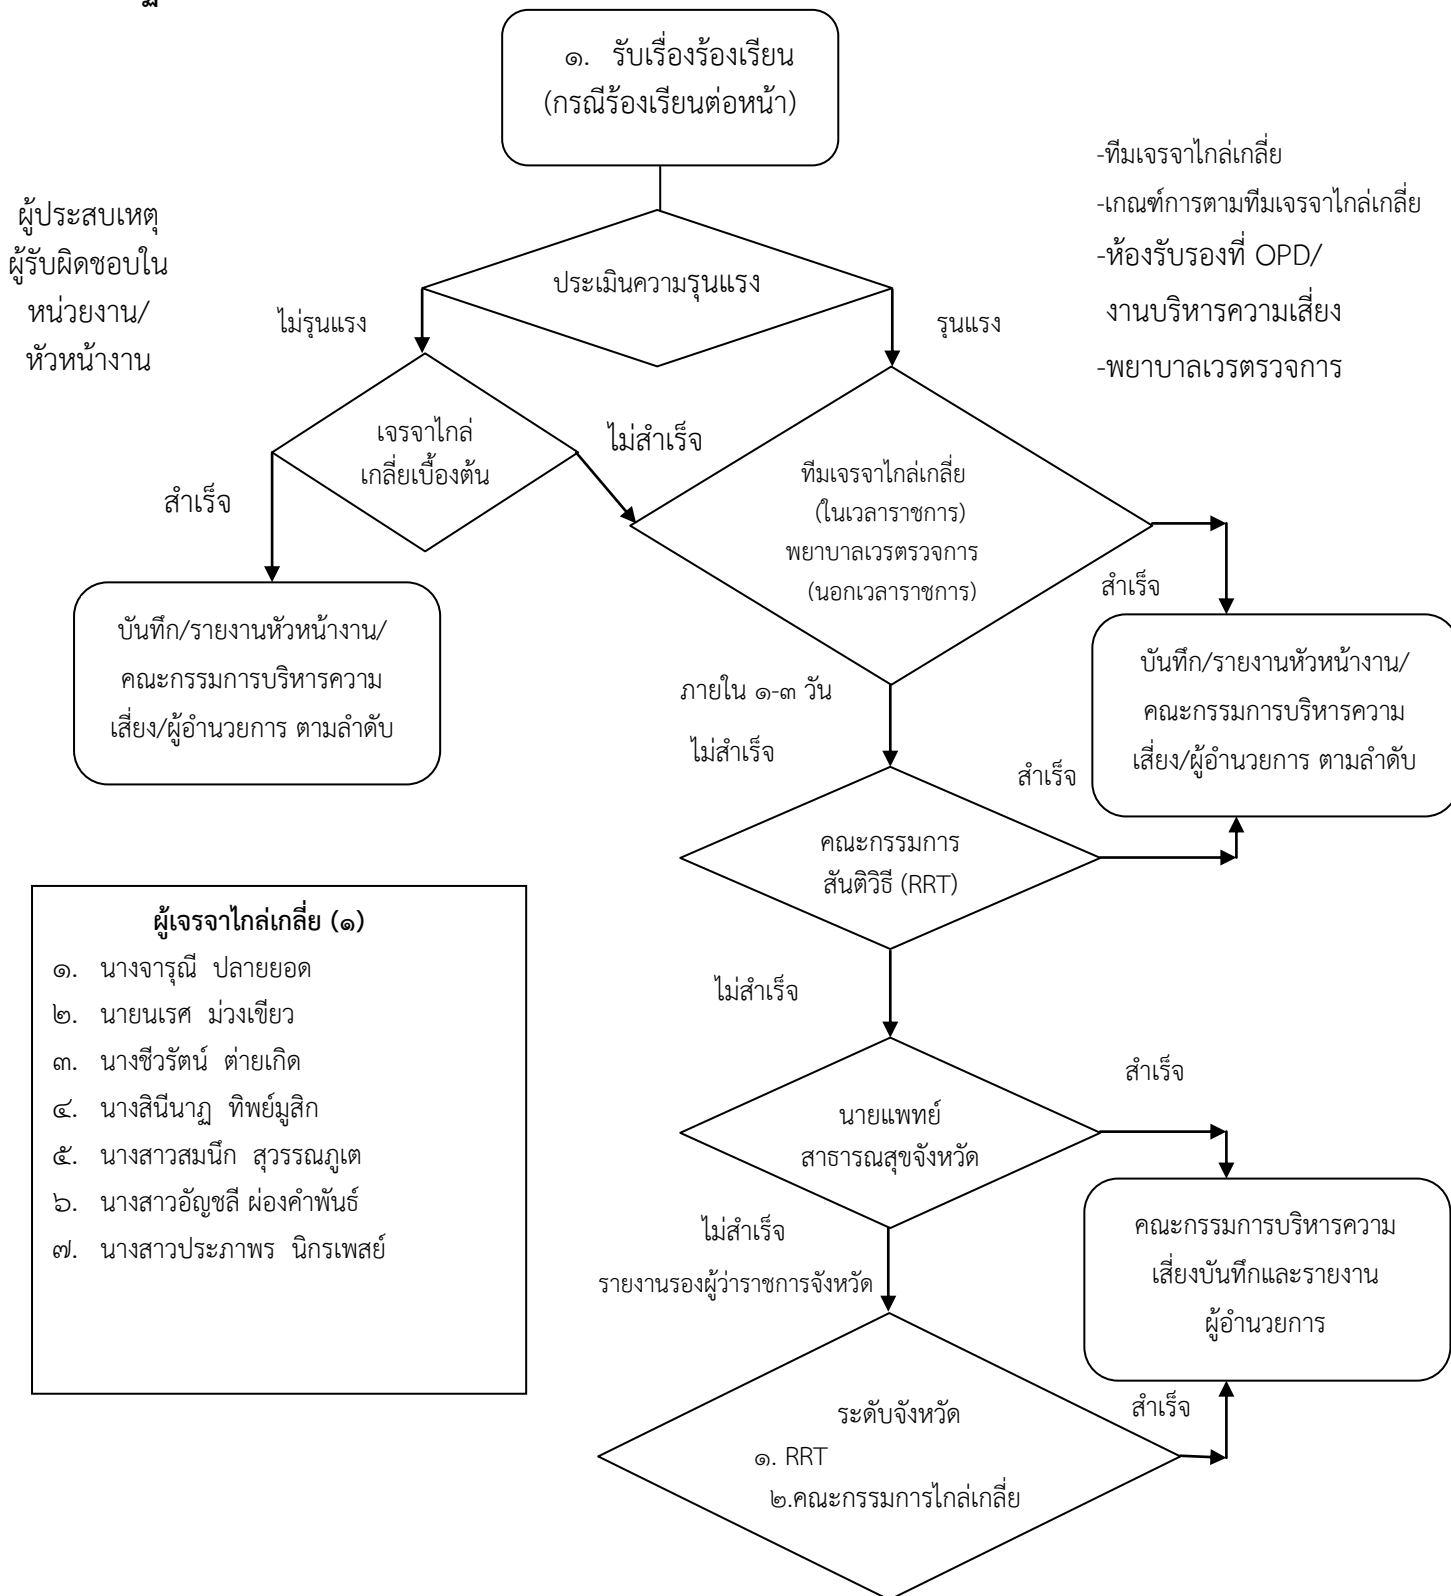 ๑. รับเรื่องร้องเรียน
(กรณีร้องเรียนต่อหน้า)
ผู้ประสบเหตุ
ผู้รับผิดชอบใน
หน่วยงาน/
หัวหน้างาน
-ทีมเจรจาไกล่เกลี่ย
-เกณฑ์การตามทีมเจรจาไกล่เกลี่ย
-ห้องรับรองที่ OPD/
งานบริหารความเสี่ยง
-พยาบาลเวรตรวจการ
ประเมินความรุนแรง
ไม่รุนแรง
รุนแรง
เจรจาไกล่
เกลี่ยเบื้องต้น
ไม่สำเร็จ
สำเร็จ
ทีมเจรจาไกล่เกลี่ย
(ในเวลาราชการ)
พยาบาลเวรตรวจการ
(นอกเวลาราชการ)
สำเร็จ
บันทึก/รายงานหัวหน้างาน/
คณะกรรมการบริหารความ
เสี่ยง/ผู้อำนวยการ ตามลำดับ
บันทึก/รายงานหัวหน้างาน/
คณะกรรมการบริหารความ
เสี่ยง/ผู้อำนวยการ ตามลำดับ
ภายใน ๑-๓ วัน
ไม่สำเร็จ
สำเร็จ
คณะกรรมการ
สันติวิธี (RRT)
ผู้เจรจาไกล่เกลี่ย (๑)
๑. นางจารุณี ปลายยอด
๒. นายนเรศ ม่วงเขียว
๓. นางชีวรัตน์ ต่ายเกิด
๔. นางสินีนาฏ ทิพย์มูสิก
๕. นางสาวสมนึก สุวรรณภูเต
๖. นางสาวอัญชลี ผ่องคำพันธ์
๗. นางสาวประภาพร นิกรเพสย์
ไม่สำเร็จ
สำเร็จ
นายแพทย์
สาธารณสุขจังหวัด
ไม่สำเร็จ
รายงานรองผู้ว่าราชการจังหวัด
คณะกรรมการบริหารความ
เสี่ยงบันทึกและรายงาน
ผู้อำนวยการ
สำเร็จ
ระดับจังหวัด
๑. RRT
๒.คณะกรรมการไกล่เกลี่ย